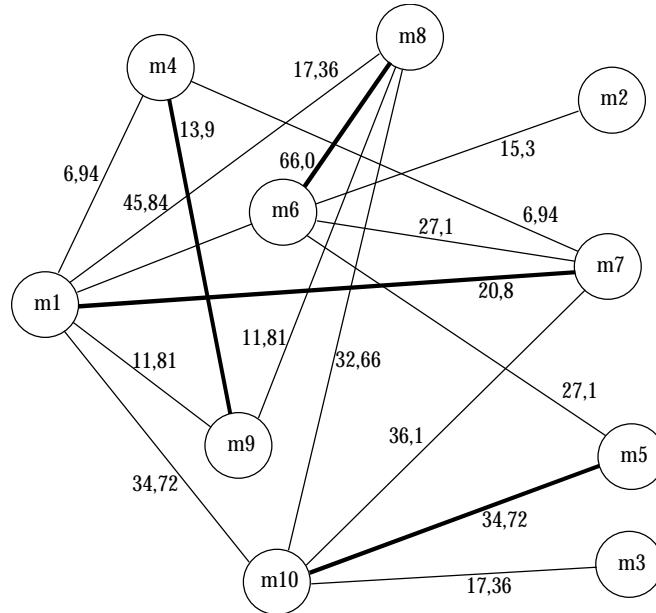 m8
m4
17,36
m2
13,9
15,3
66,0
6,94
45,84
m6
6,94
27,1
m7
m1
20,8
11,81
11,81
32,66
27,1
m9
36,1
m5
34,72
34,72
m3
m10
17,36